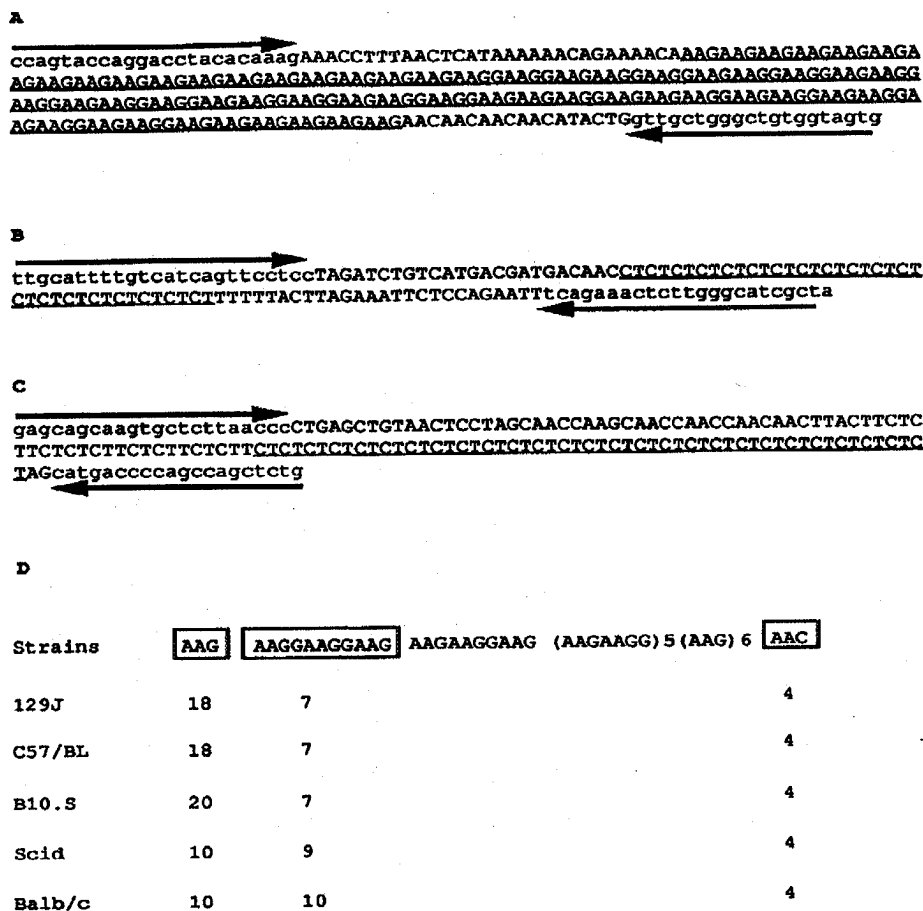 A
ccagtaccaggacctacacaaagAAACCTTTAACTCATAAAAAACAGAAAACAAAGAAGAAGAAGAAGAAGA
AGAAGAAGAAGAAGAAGAAGAAGAAGAAGAAGAAGAAGGAAGGAAGAAGGAAGGAAGAAGGAAGGAAGAAGG
AAGGAAGAAGGAAGGAAGAAGGAAGGAAGAAGGAAGGAAGGAAGAAGAAGGAAGAAGAAGGAAGAAGGAAGAAGGA
AGAAGGAAGAAGGAAGAAGAAGAAGAAGAAGAACAACAACAACATACTGgttgctgggctgtggtagtg
B
ttgcattttgtcatcagttcctccTAGATCTGTCATGACGATGACAACCTCTCTCTCTCTCTCTCTCTCTCT
CTCTCTCTCTCTCTCTTTTTTACTTAGAAATTCTCCAGAATTtcagaaactcttgggcatcgcta
C
gagcagcaagtgctcttaacccCTGAGCTGTAACTCCTAGCAACCAAGCAACCAACCAACAACTTACTTCTC
TTCTCTCTTCTCTTCTCTTCTCTCTCTCTCTCTCTCTCTCTCTCTCTCTCTCTCTCTCTCTCTCTCTCTCTC
TAGcatgaccccagccagctctg
D
Strains AAG AAGGAAGGAAG AAGAAGGAAG (AAGAAGG)5(AAG)6 AAC
129J 18 7 4
C57/BL 18 7 4
B10.S 20 7 4
Scid 10 9 4
Balb/c 10 10 4